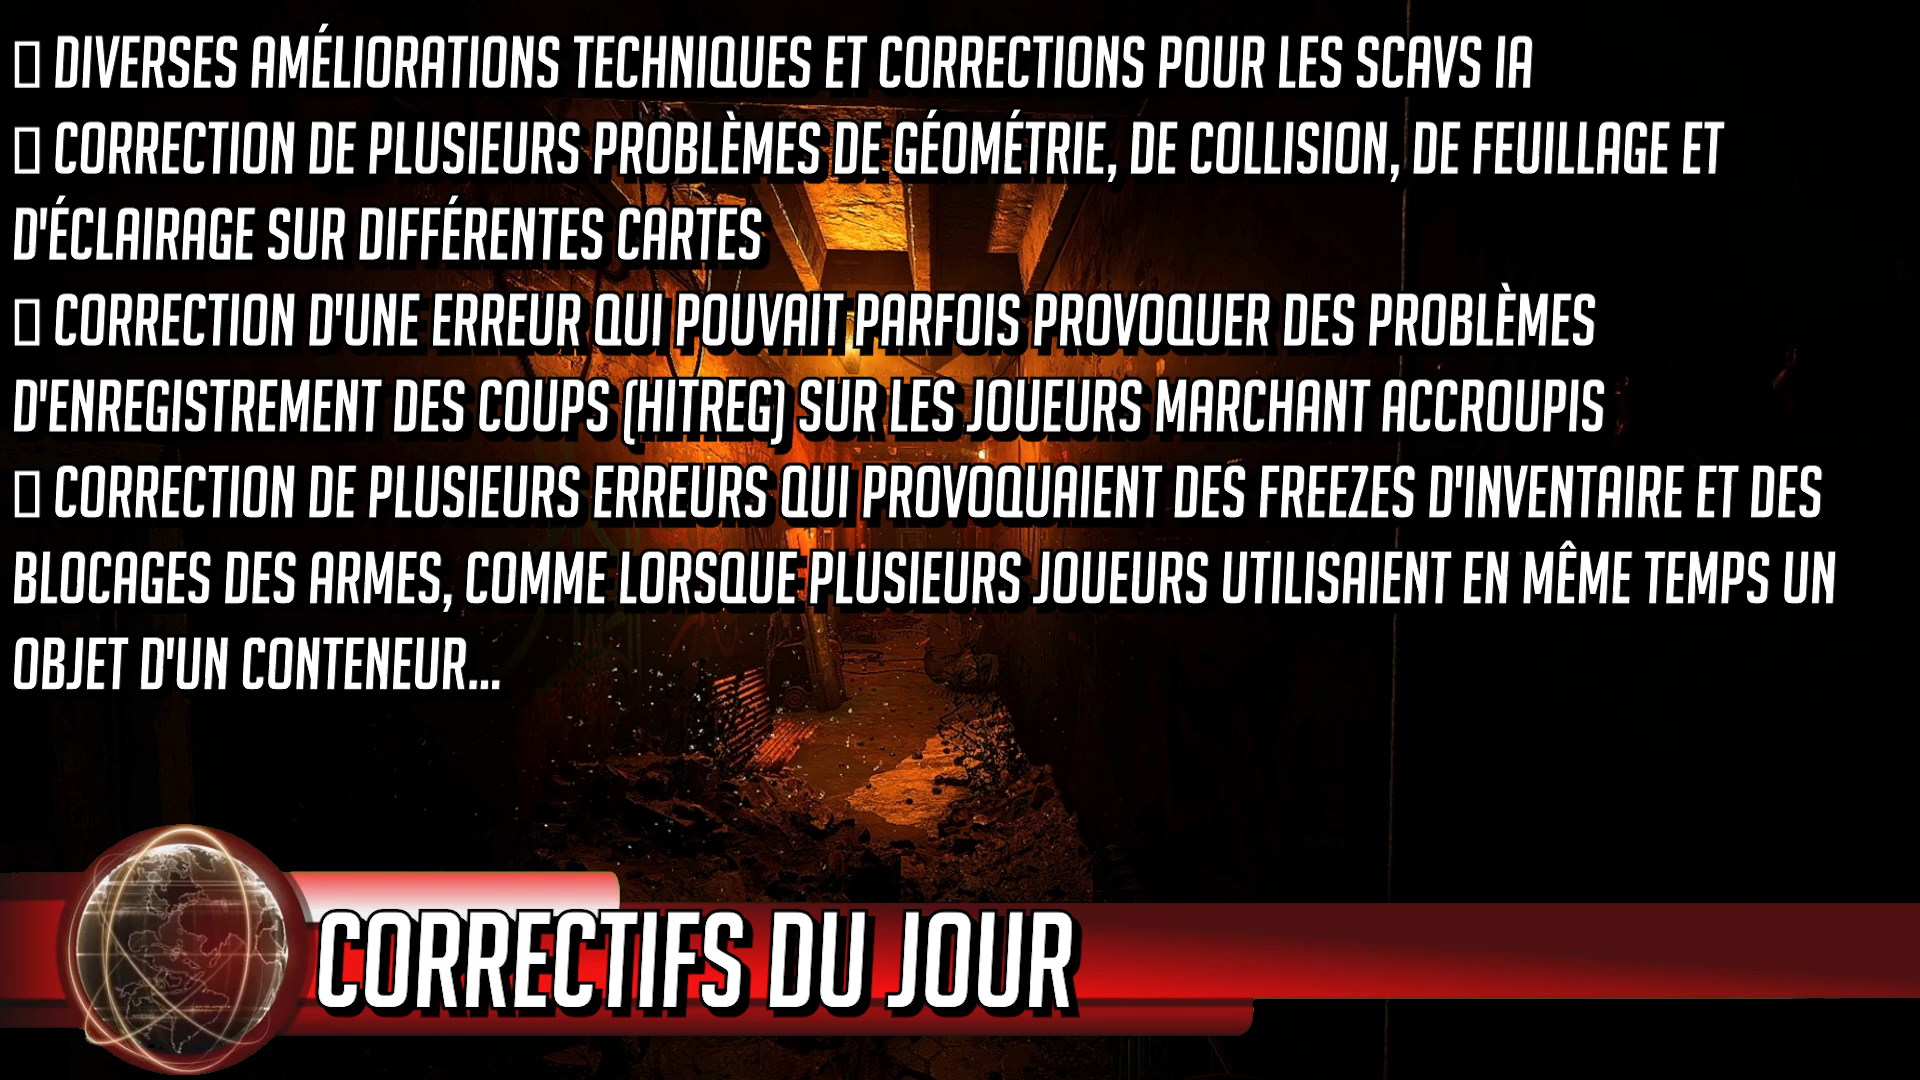 ▯ DIVERSES AMÉLIORATIONS TECHNIQUES ET CORRECTIONS POUR LES SCAVS IA
▯ CORRECTION DE PLUSIEURS PROBLÈMES DE GÉOMÉTRIE, DE COLLISION, DE FEUILLAGE ET
D'ÉCLAIRAGE SUR DIFFÉRENTES CARTES
▯ CORRECTION D'UNE ERREUR QUI POUVAIT PARFOIS PROVOQUER DES PROBLÈMES
D'ENREGISTREMENT DES COUPS (HITREG) SUR LES JOUEURS MARCHANT ACCROUPIS
▯ CORRECTION DE PLUSIEURS ERREURS QUI PROVOQUAIENT DES FREEZES D'INVENTAIRE ET DES
BLOCAGES DES ARMES, COMME LORSQUE PLUSIEURS JOUEURS UTILISAIENT EN MÊME TEMPS UN
OBJET D'UN CONTENEUR...
CORRECTIFS DU JOUR